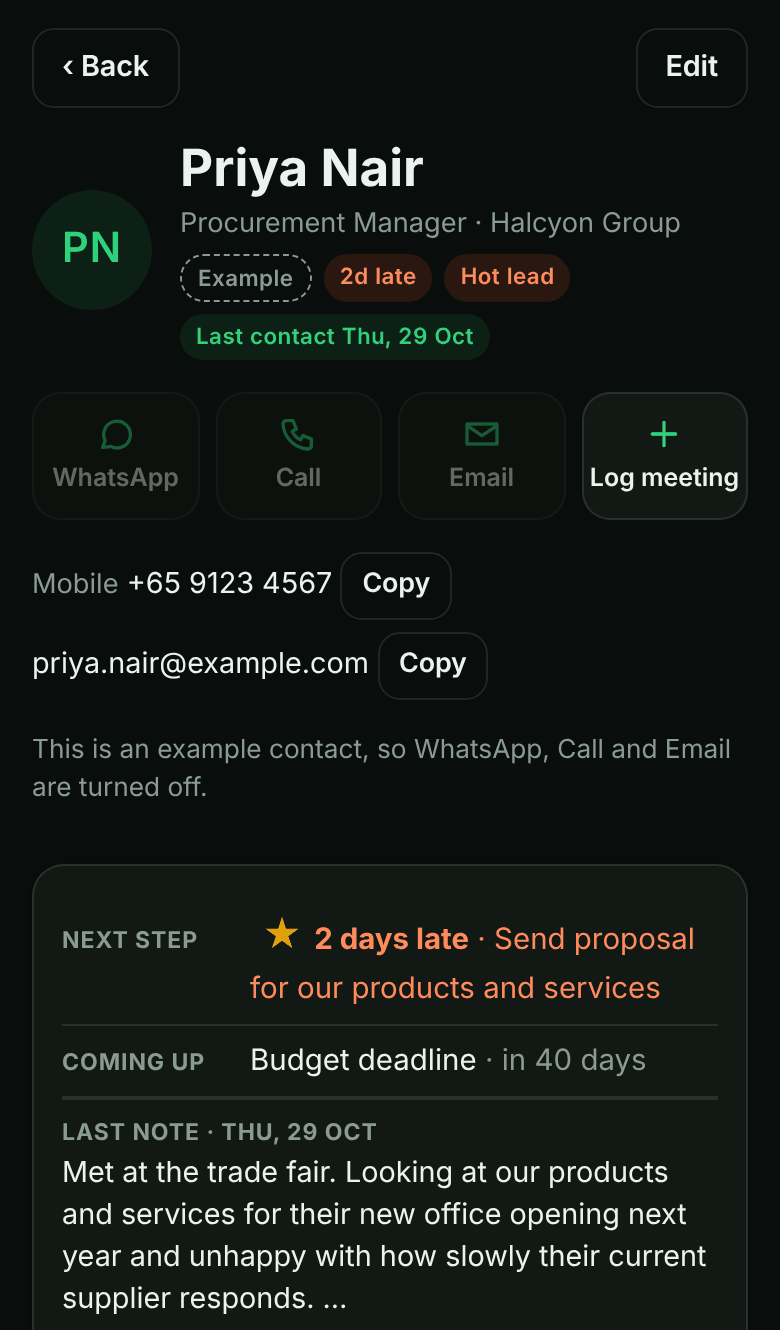 ‹ Back
Edit
Priya Nair
PN
Procurement Manager · Halcyon Group
Example
2d late
Hot lead
Last contact Thu, 29 Oct
WhatsApp
Call
Email
Log meeting
Mobile +65 9123 4567 Copy
priya.nair@example.com Copy
This is an example contact, so WhatsApp, Call and Email
are turned off.
NEXT STEP ★ 2 days late · Send proposal
for our products and services
COMING UP Budget deadline · in 40 days
LAST NOTE · THU, 29 OCT
Met at the trade fair. Looking at our products
and services for their new office opening next
year and unhappy with how slowly their current
supplier responds. ...